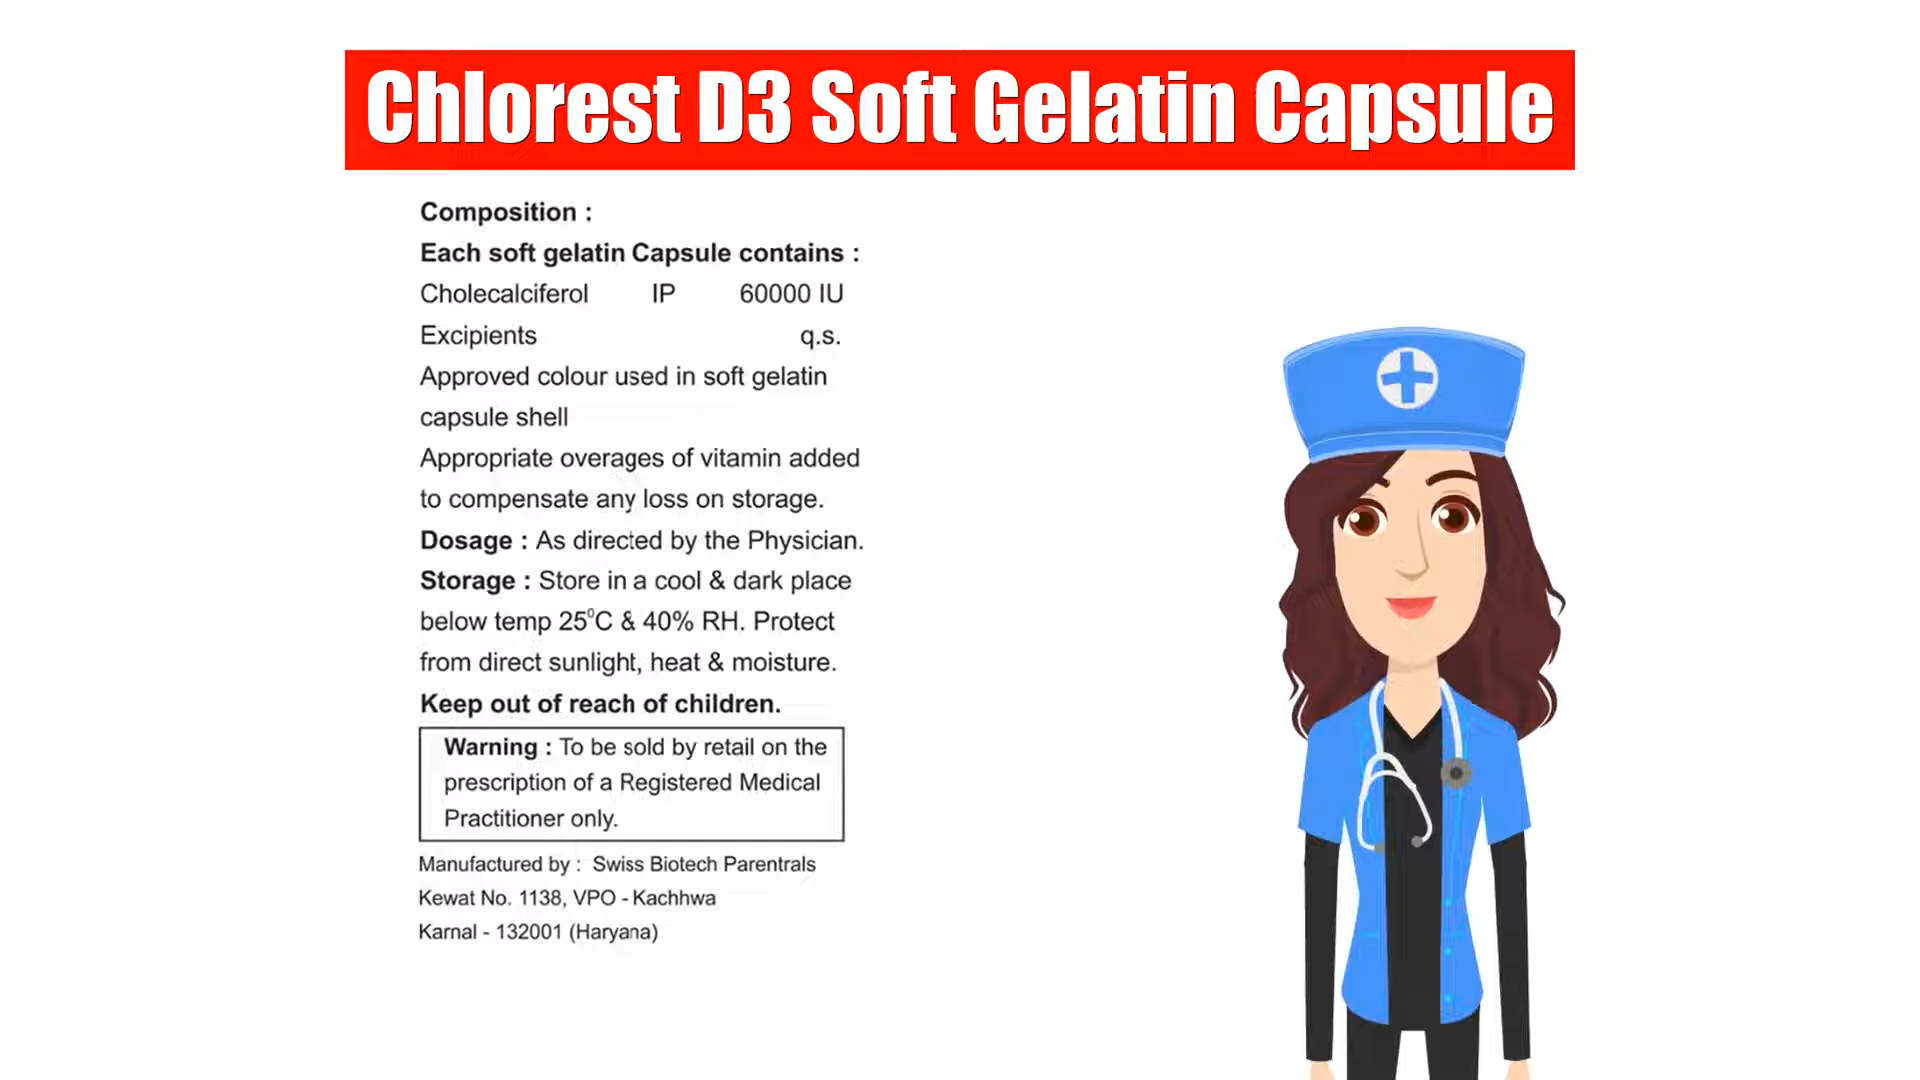 Chlorest D3 Soft Gelatin Capsule
Composition :
Each soft gelatin Capsule contains :
Cholecalciferol IP 60000 IU
Excipients q.s.
Approved colour used in soft gelatin
capsule shell
Appropriate overages of vitamin added
to compensate any loss on storage.
Dosage : As directed by the Physician.
Storage : Store in a cool & dark place
below temp 25⁰C & 40% RH. Protect
from direct sunlight, heat & moisture.
Keep out of reach of children.
Warning : To be sold by retail on the
prescription of a Registered Medical
Practitioner only.
Manufactured by : Swiss Biotech Parentrals
Kewat No. 1138, VPO - Kachhwa
Karnal - 132001 (Haryana)